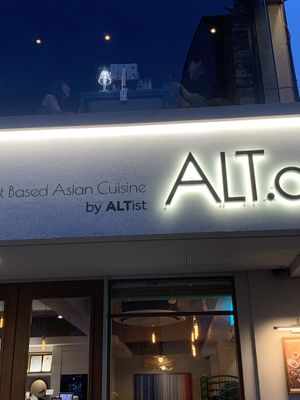 t Based Asian Cuisine
by ALTist
ALT.